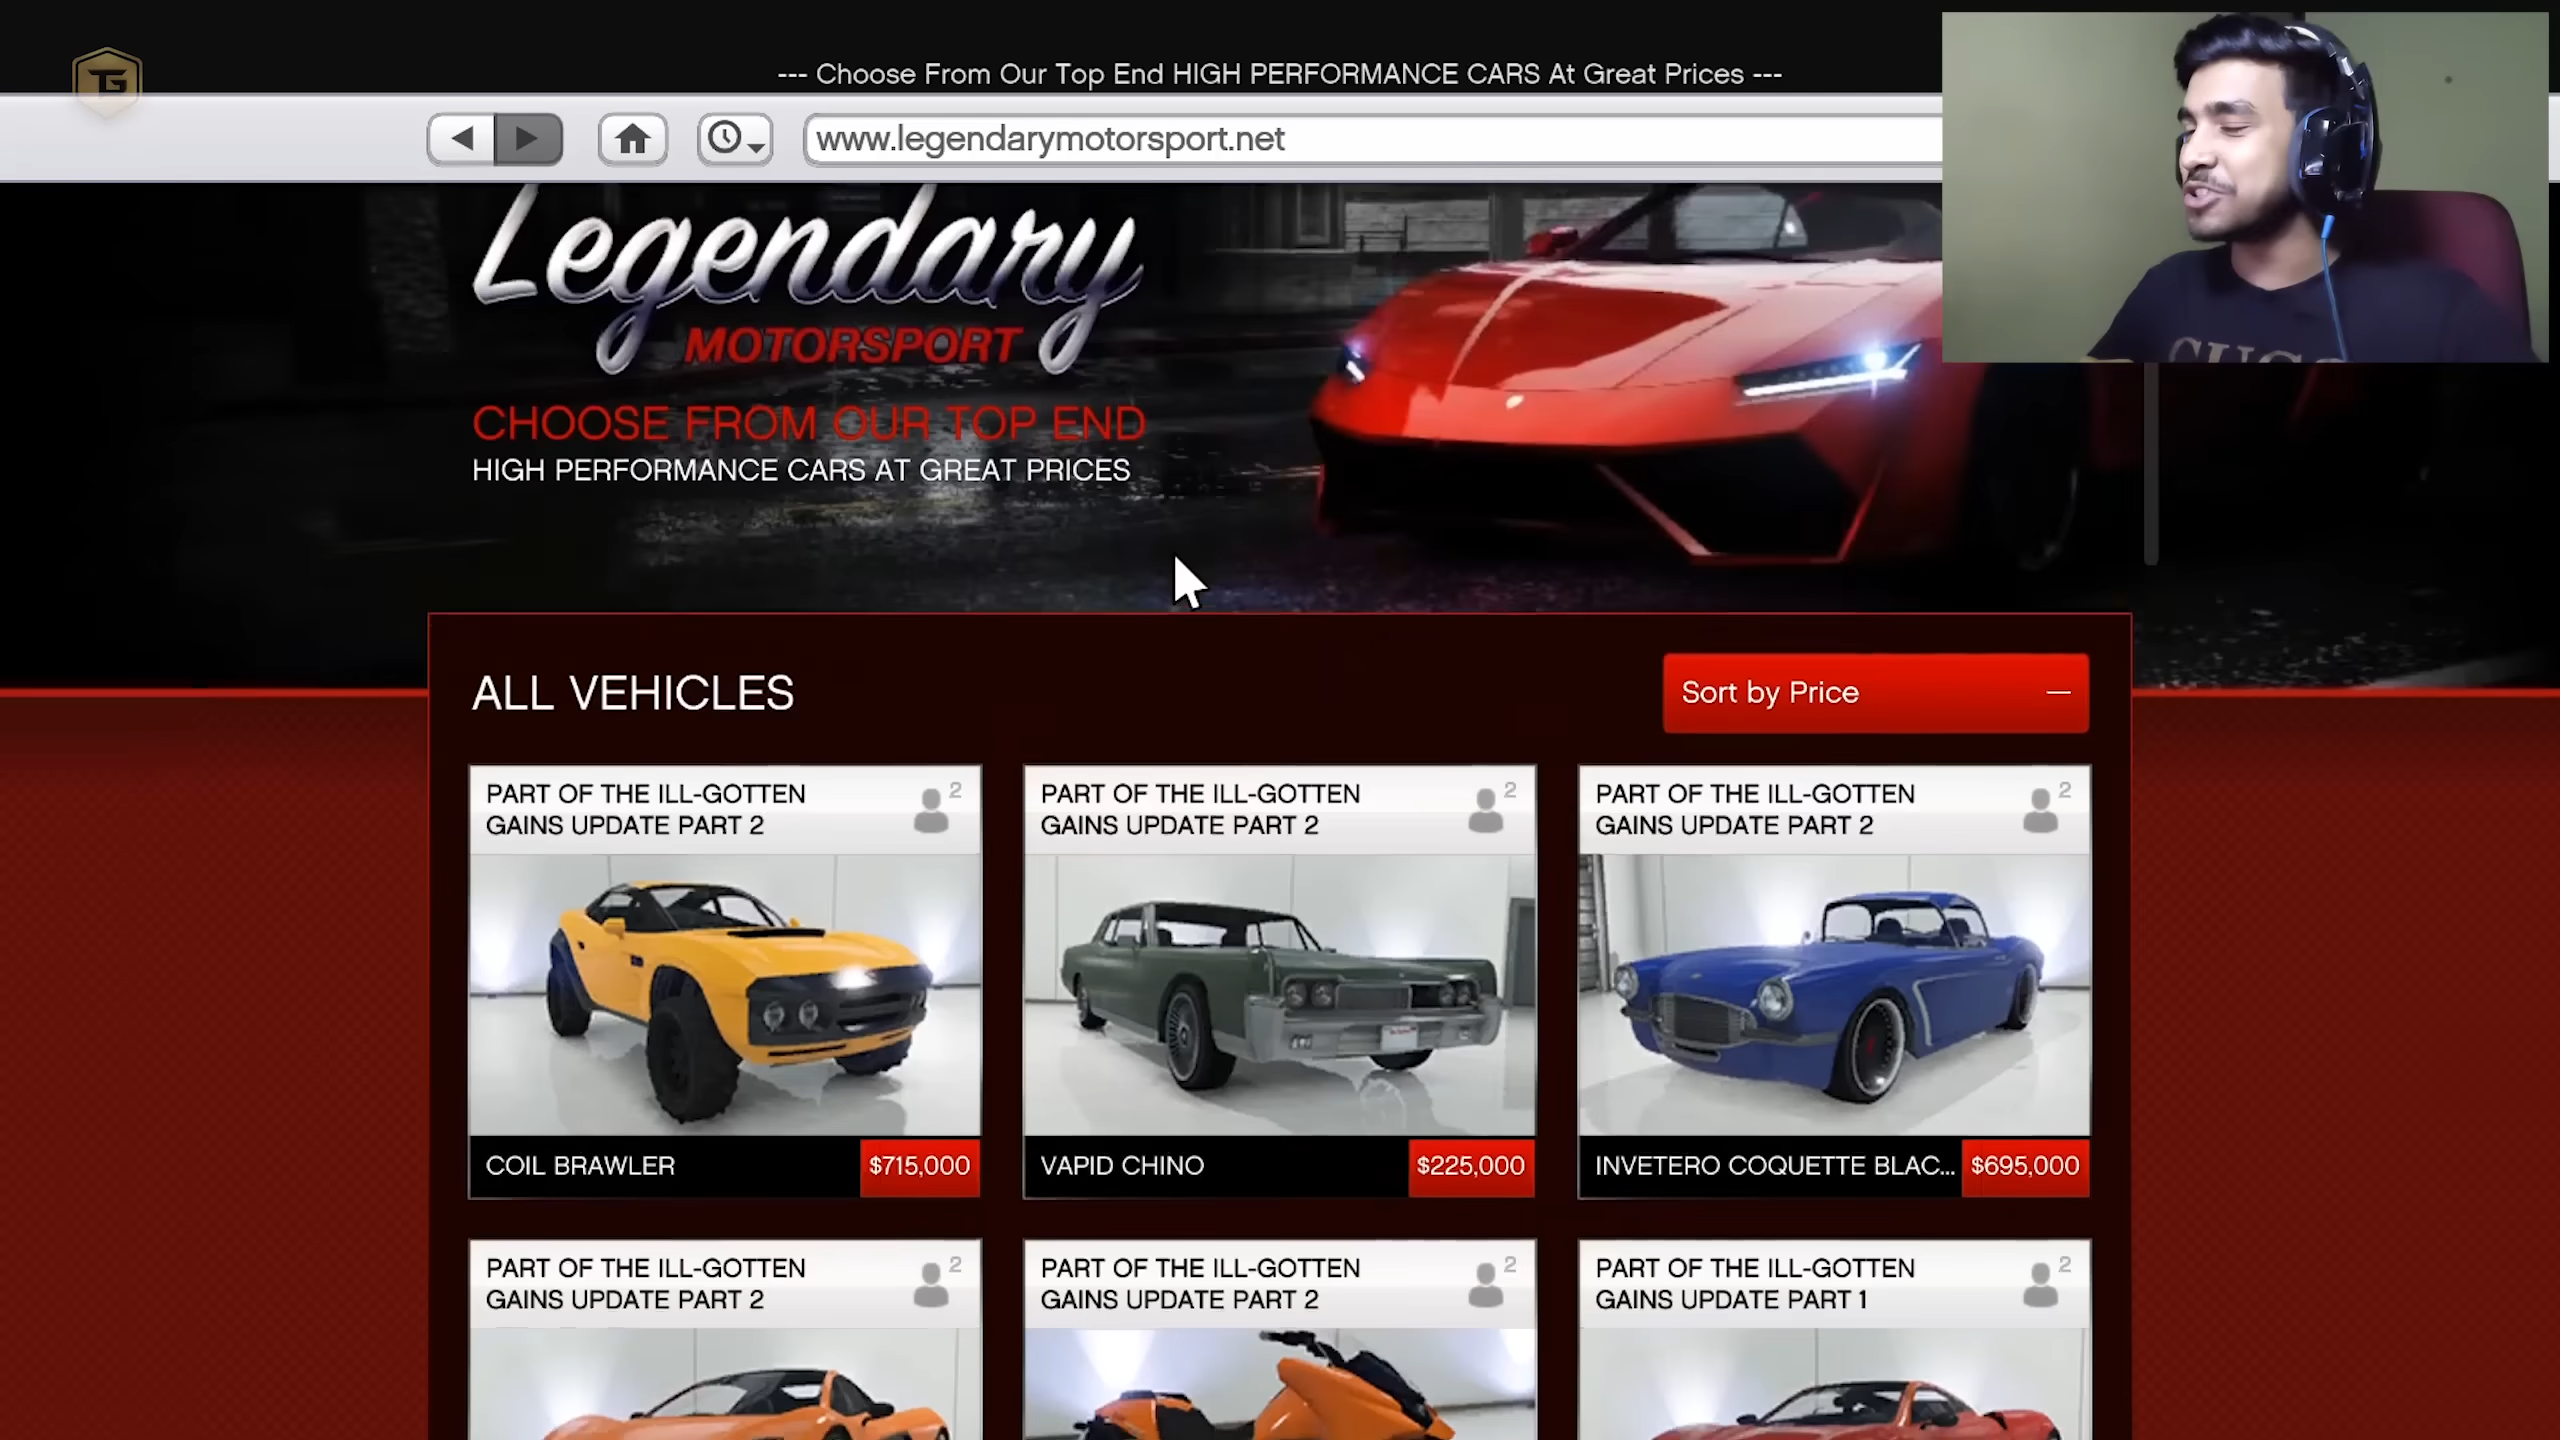 TG
--- Choose From Our Top End HIGH PERFORMANCE CARS At Great Prices ---
www.legendarymotorsport.net
Legendary
MOTORSPORT
CHOOSE FROM OUR TOP END
HIGH PERFORMANCE CARS AT GREAT PRICES
ALL VEHICLES
Sort by Price
PART OF THE ILL-GOTTEN
GAINS UPDATE PART 2
2
PART OF THE ILL-GOTTEN
GAINS UPDATE PART 2
2
PART OF THE ILL-GOTTEN
GAINS UPDATE PART 2
2
COIL BRAWLER
$715,000
VAPID CHINO
$225,000
INVETERO COQUETTE BLAC...
$695,000
PART OF THE ILL-GOTTEN
GAINS UPDATE PART 2
2
PART OF THE ILL-GOTTEN
GAINS UPDATE PART 2
2
PART OF THE ILL-GOTTEN
GAINS UPDATE PART 1
2